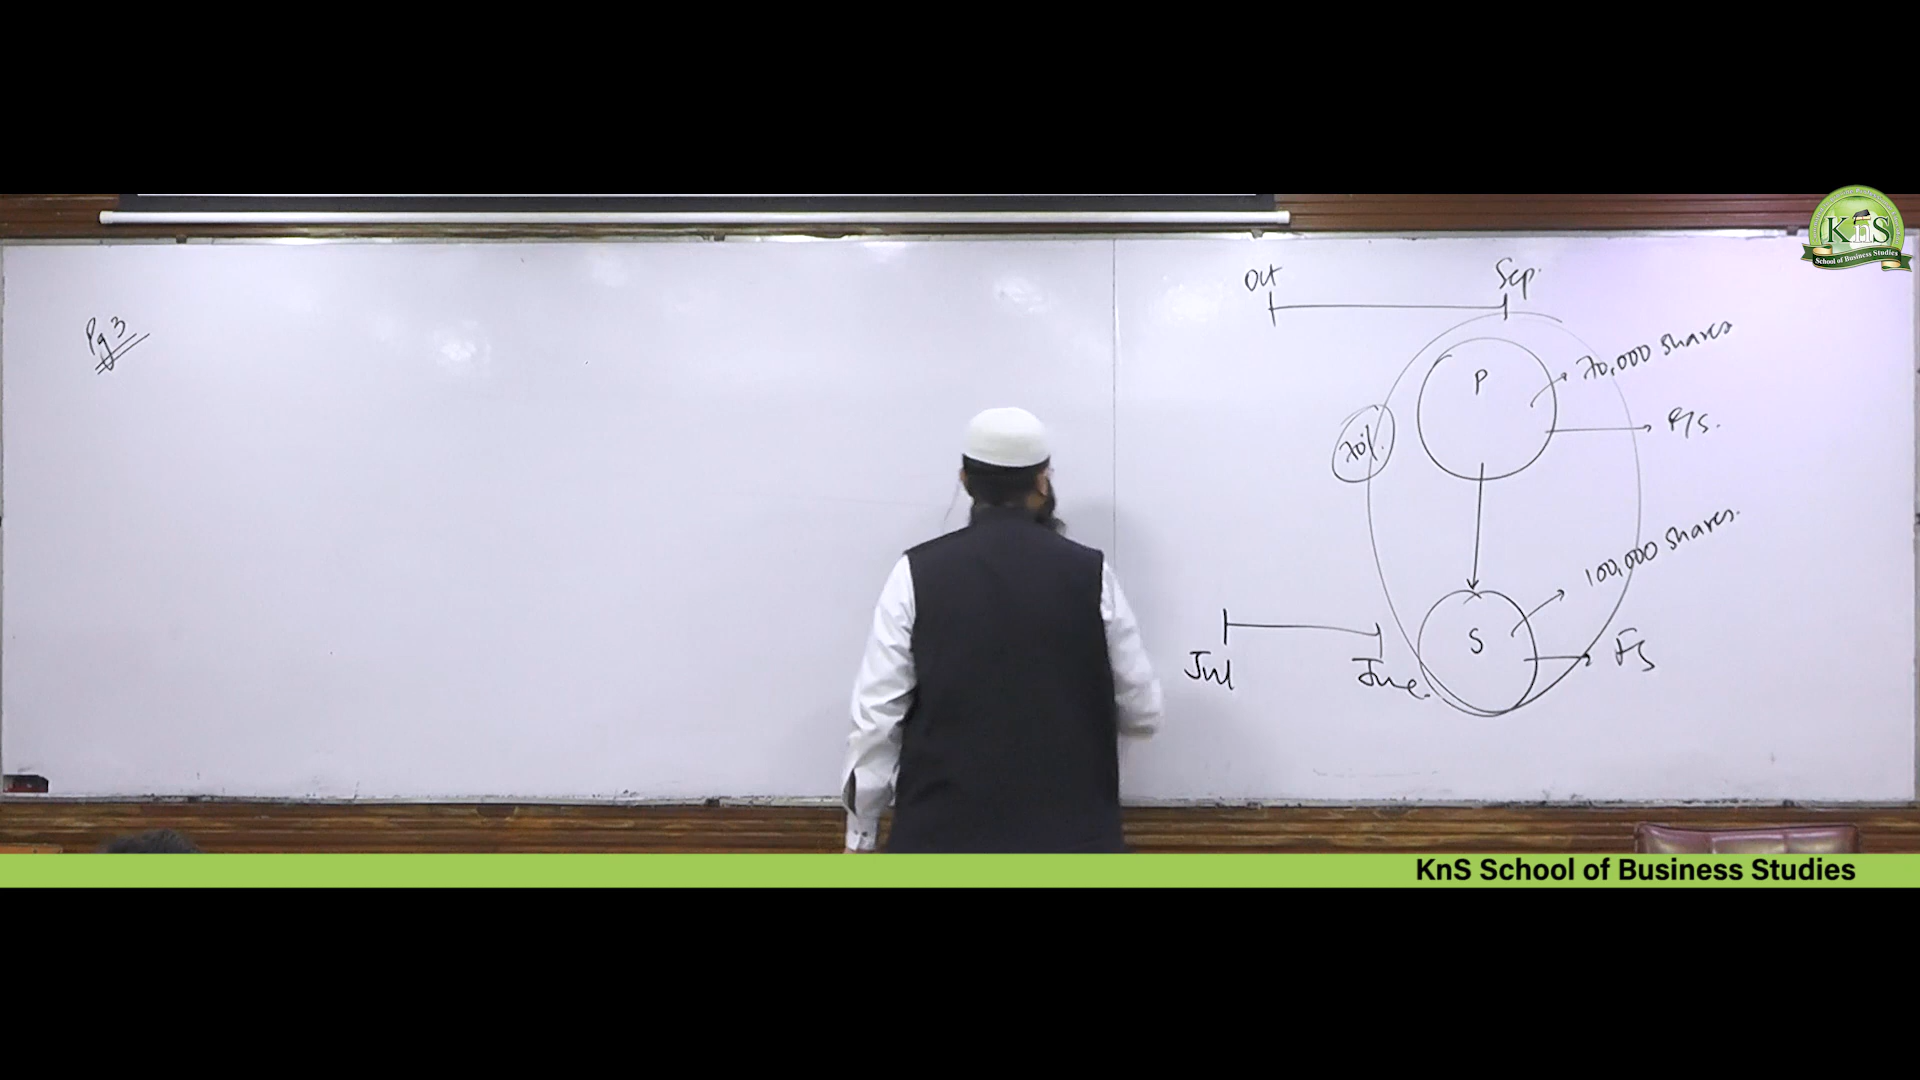 Pg 3
Oct
Sep.
P
70,000 shares
70%
F/S.
100,000 shares.
S
FS
Jul
June.
KnS
School of Business Studies
KnS School of Business Studies